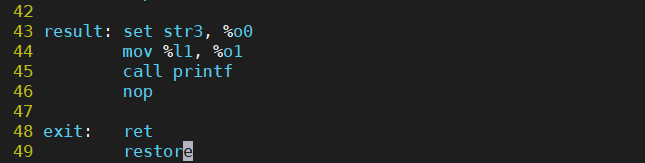 42
43 result: set str3, %o0
44         mov %l1, %o1
45         call printf
46         nop
47
48 exit:   ret
49         restore